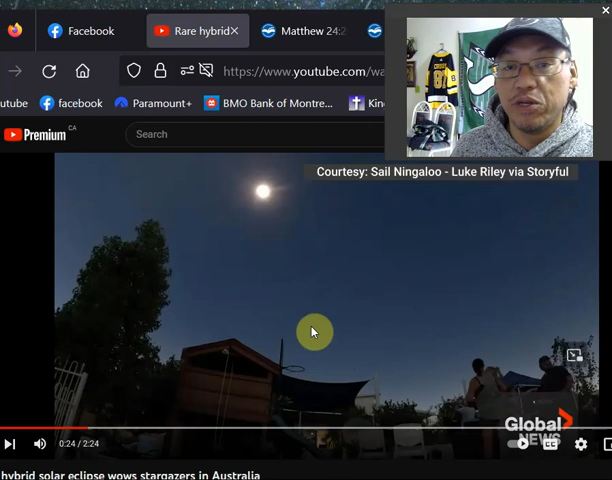 Facebook
Rare hybrid
Matthew 24:2
https://www.youtube.com/wa
utube
facebook
Paramount+
BMO Bank of Montre...
Kin
Premium CA
Search
Courtesy: Sail Ningaloo - Luke Riley via Storyful
Global
NEWS
0:24 / 2:24
hybrid solar eclipse wows stargazers in Australia